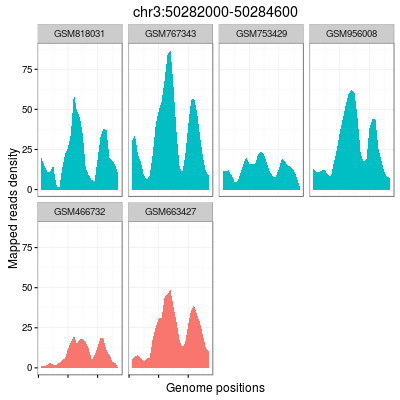 chr3:50282000-50284600
GSM818031 GSM767343 GSM753429 GSM956008
75
50
25
0
GSM466732 GSM663427
75
50
25
0
Mapped reads density
Genome positions